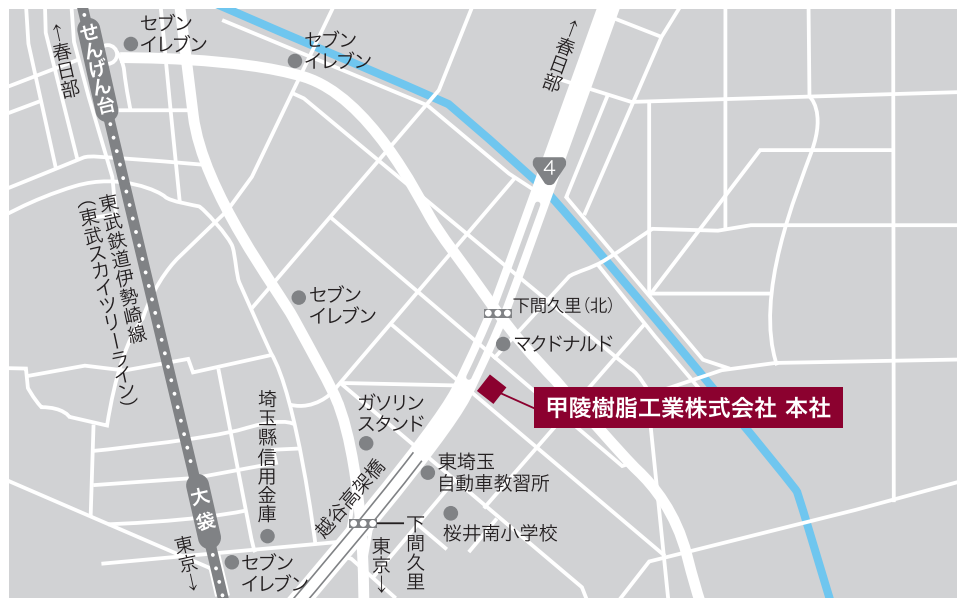 セブン
イレブン
セブン
イレブン
←春日部
せんげん台
←春日部
4
東武鉄道伊勢崎線
（東武スカイツリーライン）
セブン
イレブン
下間久里（北）
マクドナルド
甲陵樹脂工業株式会社 本社
ガソリン
スタンド
埼玉縣信用金庫
越谷高架橋
東埼玉
自動車教習所
桜井南小学校
大袋
下間久里
東京→
東京→
セブン
イレブン